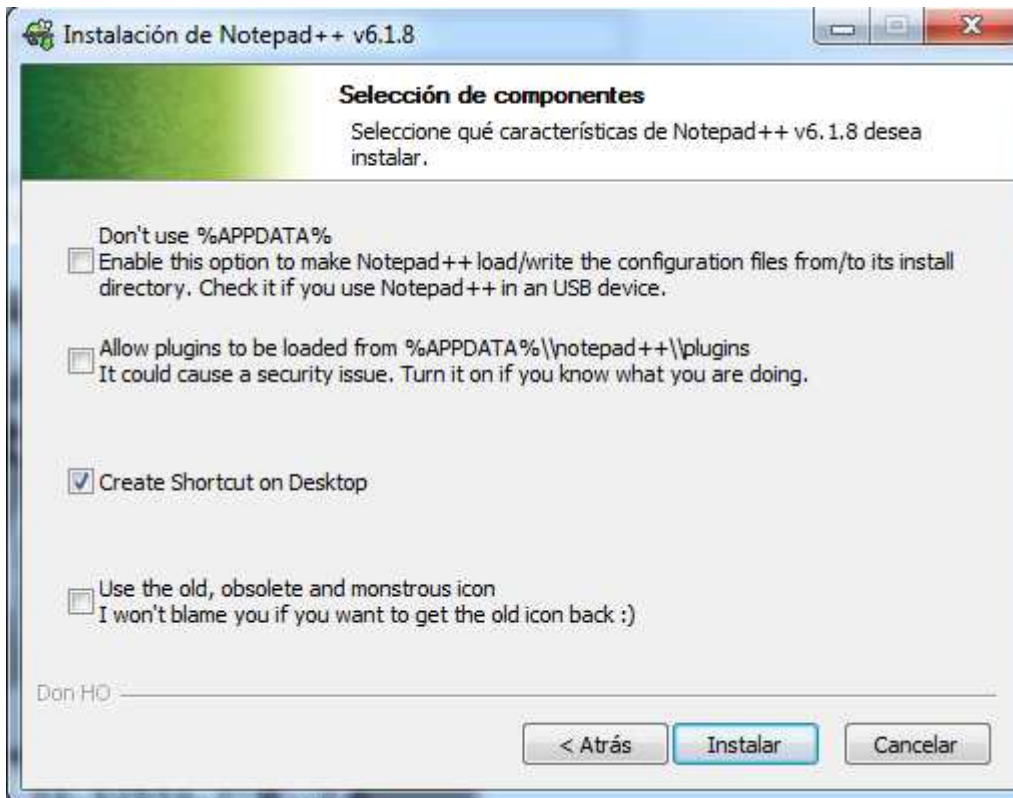 Instalación de Notepad++ v6.1.8
Selección de componentes
Seleccione qué características de Notepad++ v6.1.8 desea
instalar.
Don't use %APPDATA%
Enable this option to make Notepad++ load/write the configuration files from/to its install
directory. Check it if you use Notepad++ in an USB device.
Allow plugins to be loaded from %APPDATA%\\notepad++\\plugins
It could cause a security issue. Turn it on if you know what you are doing.
Create Shortcut on Desktop
Use the old, obsolete and monstrous icon
I won't blame you if you want to get the old icon back :)
Don HO
< Atrás
Instalar
Cancelar